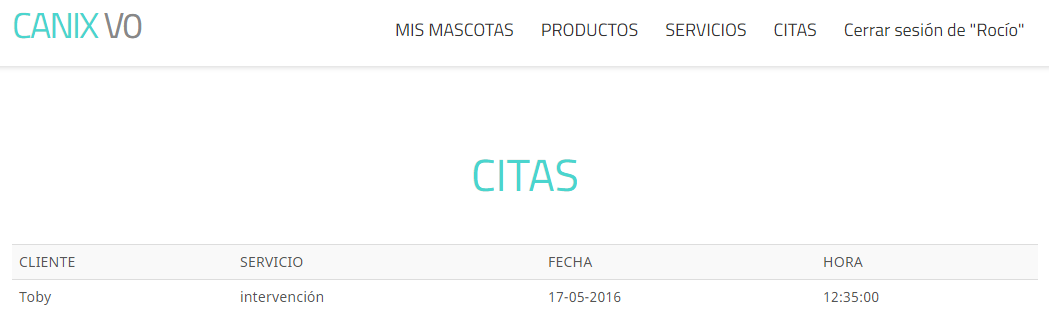 CANIX VO
MIS MASCOTAS PRODUCTOS SERVICIOS CITAS Cerrar sesión de "Rocío"
CITAS
CLIENTE SERVICIO FECHA HORA
Toby intervención 17-05-2016 12:35:00